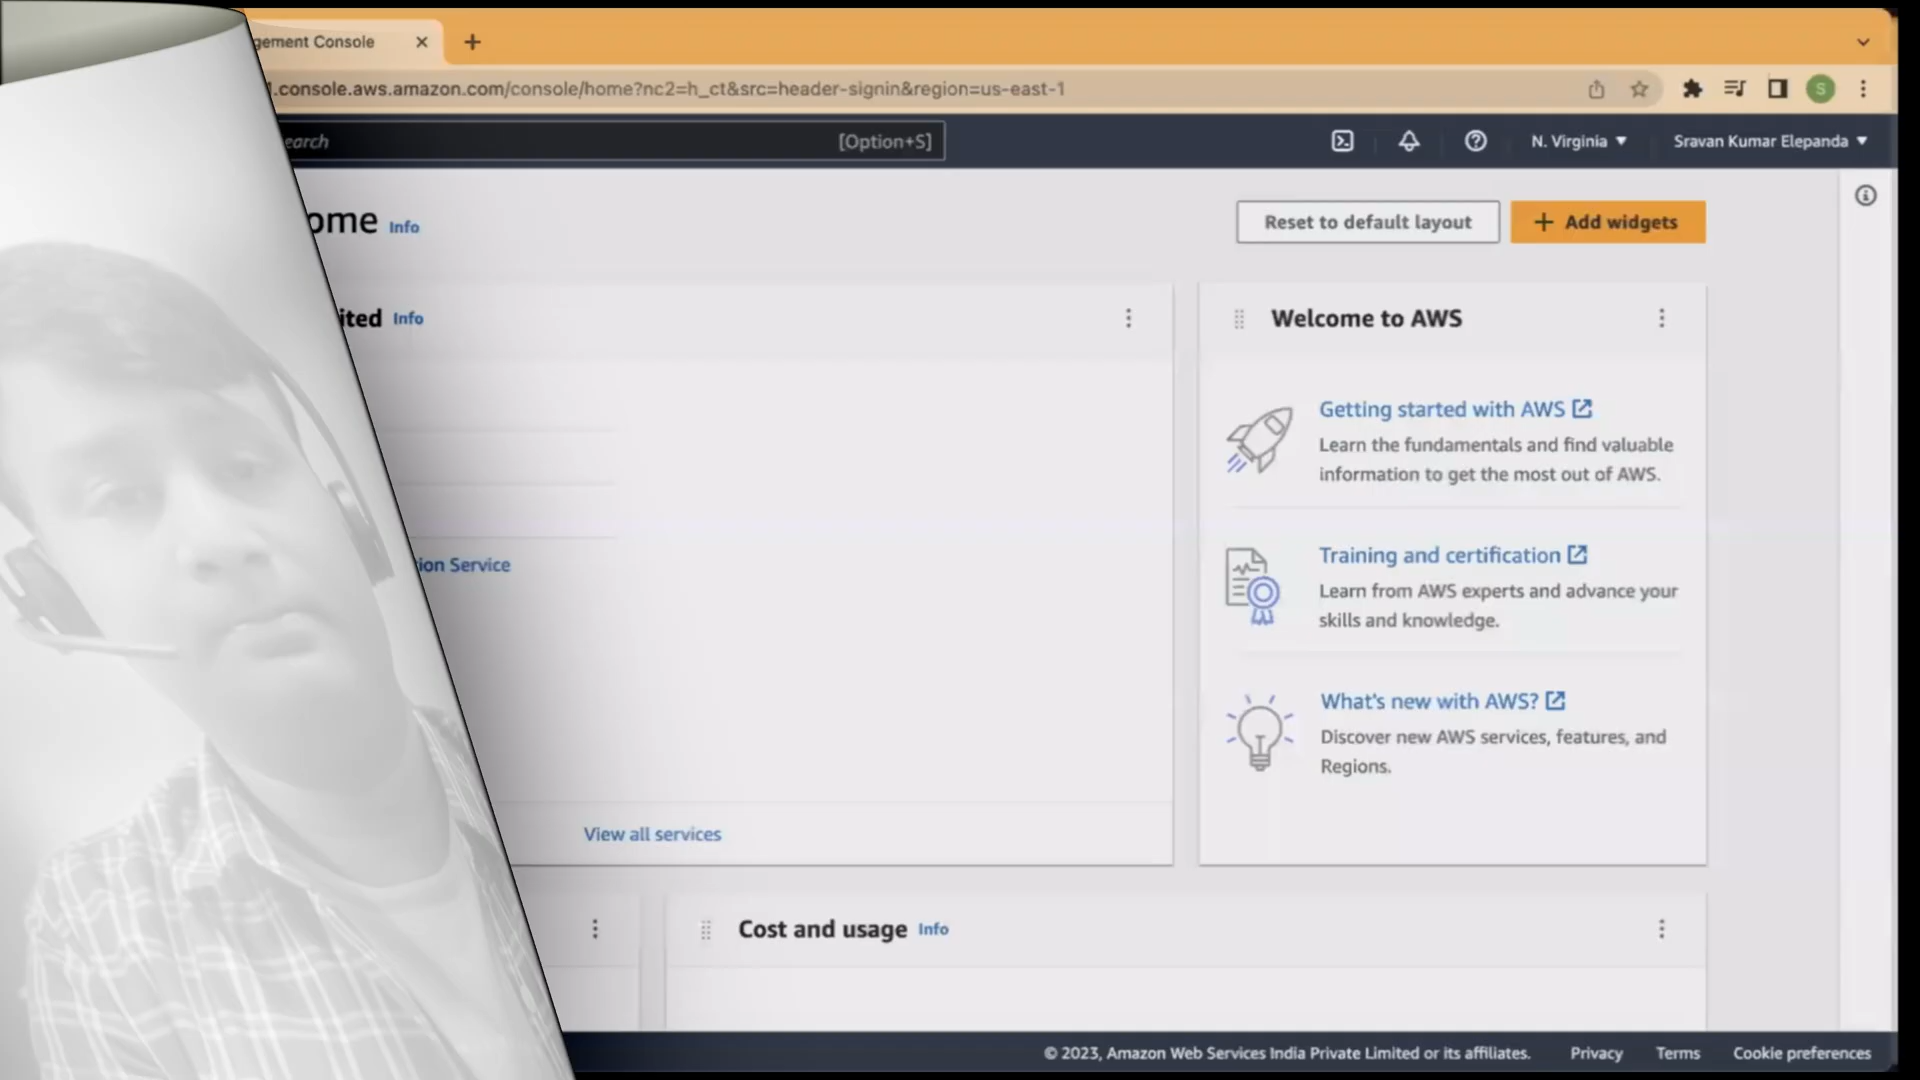 gement Console
.console.aws.amazon.com/console/home?nc2=h_ct&src=header-signin&region=us-east-1
S
earch
[Option+S]
N. Virginia
Sravan Kumar Elepanda
ome Info
Reset to default layout
+ Add widgets
ited Info
Welcome to AWS
Getting started with AWS
Learn the fundamentals and find valuable
information to get the most out of AWS.
Training and certification
Learn from AWS experts and advance your
skills and knowledge.
What's new with AWS?
Discover new AWS services, features, and
Regions.
ion Service
View all services
Cost and usage Info
© 2023, Amazon Web Services India Private Limited or its affiliates.
Privacy
Terms
Cookie preferences